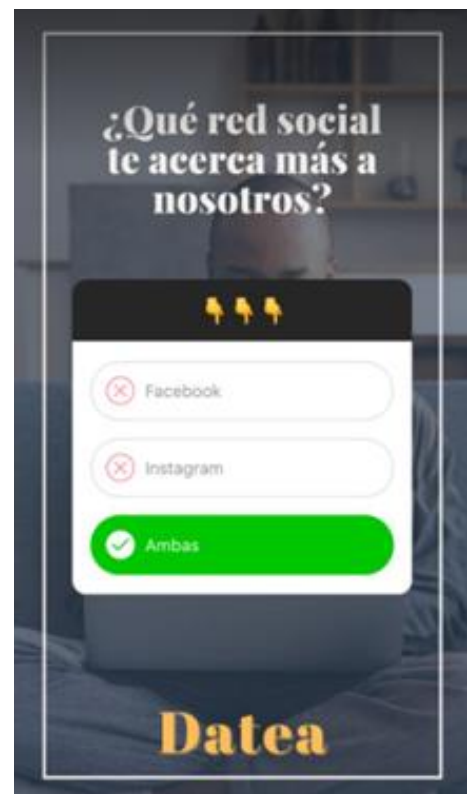 ¿Qué red social
te acerca más a
nosotros?
👇👇👇
Facebook
Instagram
Ambas
Datea